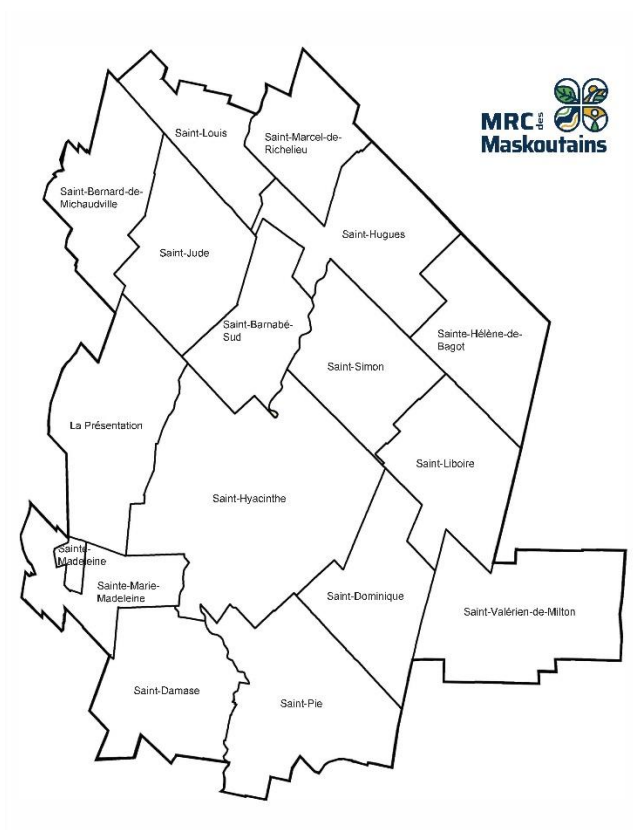 MRC des
Maskoutains
Saint-Louis
Saint-Marcel-de-
Richelieu
Saint-Bernard-de-
Michaudville
Saint-Hugues
Saint-Jude
Saint-Barnabé-
Sud
Sainte-Hélène-de-
Bagot
Saint-Simon
La Présentation
Saint-Liboire
Saint-Hyacinthe
Sainte-
Madeleine
Sainte-Marie-
Madeleine
Saint-Dominique
Saint-Valérien-de-Milton
Saint-Damase
Saint-Pie